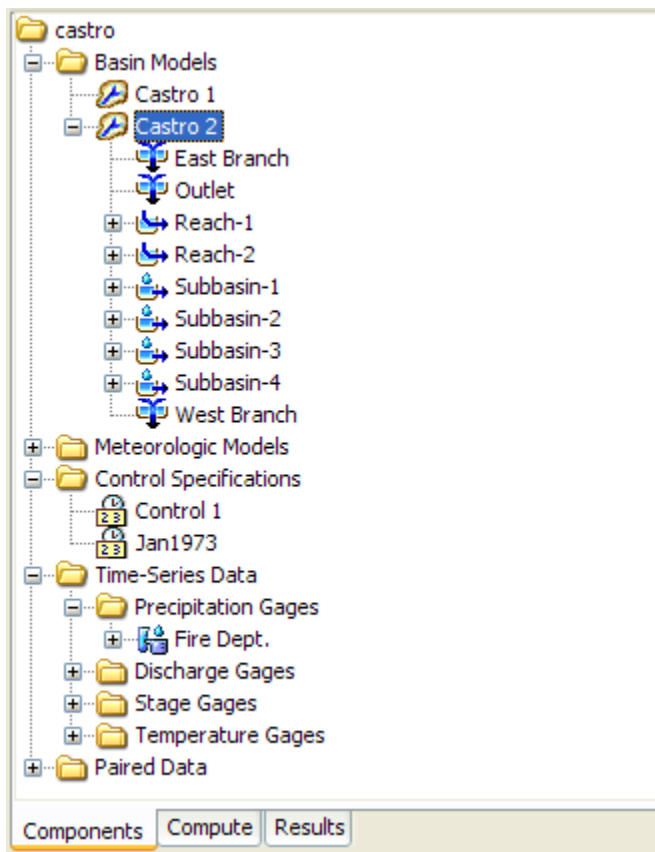 castro
Basin Models
Castro 1
Castro 2
East Branch
Outlet
Reach-1
Reach-2
Subbasin-1
Subbasin-2
Subbasin-3
Subbasin-4
West Branch
Meteorologic Models
Control Specifications
Control 1
Jan1973
Time-Series Data
Precipitation Gages
Fire Dept.
Discharge Gages
Stage Gages
Temperature Gages
Paired Data
Components Compute Results